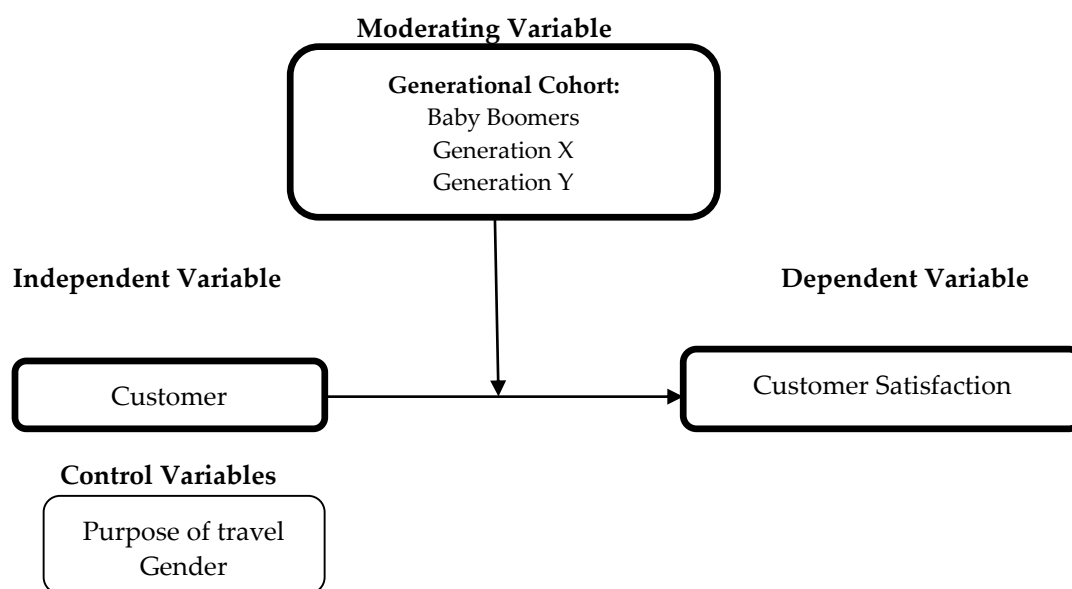 Moderating Variable
Generational Cohort:
Baby Boomers
Generation X
Generation Y
Independent Variable
Dependent Variable
Customer
Customer Satisfaction
Control Variables
Purpose of travel
Gender